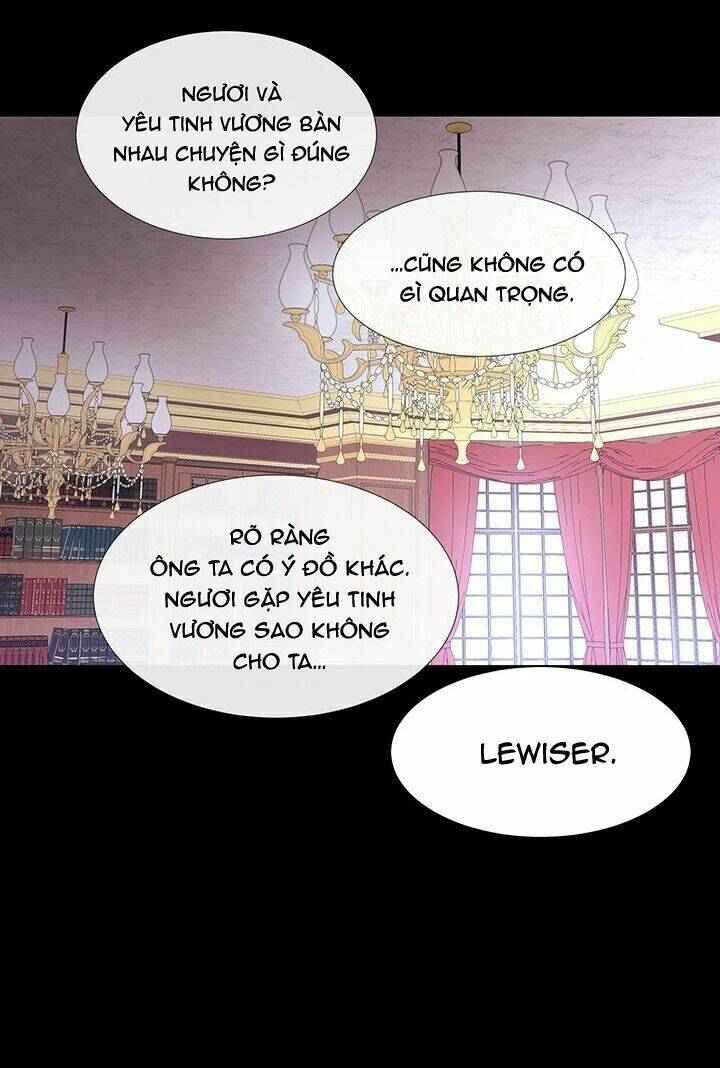 NGƯƠI VÀ
YÊU TINH VƯƠNG BÀN
NHAU CHUYỆN GÌ ĐÚNG
KHÔNG?
...CŨNG KHÔNG CÓ
GÌ QUAN TRỌNG.
RÕ RÀNG
ÔNG TA CÓ Ý ĐỒ KHÁC.
NGƯƠI GẶP YÊU TINH
VƯƠNG SAO KHÔNG
CHO TA...
LEWISER.